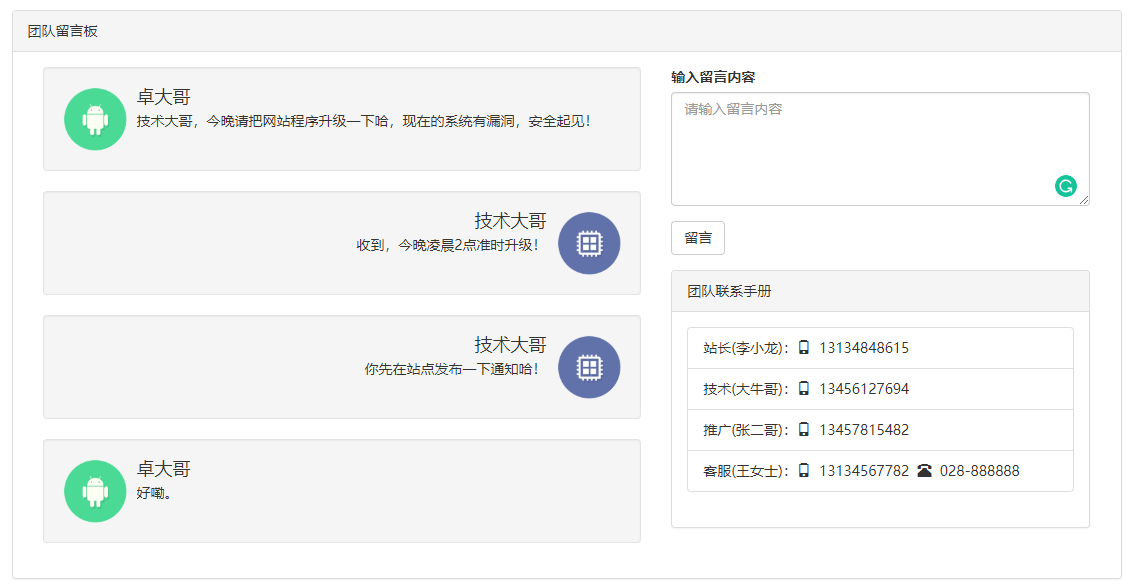 团队留言板
卓大哥
技术大哥，今晚请把网站程序升级一下哈，现在的系统有漏洞，安全起见！
技术大哥
收到，今晚凌晨2点准时升级！
技术大哥
你先在站点发布一下通知哈！
卓大哥
好嘞。
输入留言内容
请输入留言内容
留言
团队联系手册
站长(李小龙)： 13134848615
技术(大牛哥)： 13456127694
推广(张二哥)： 13457815482
客服(王女士)： 13134567782 028-888888